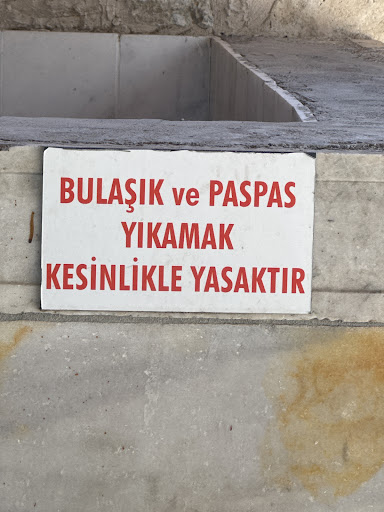 BULAŞIK ve PASPAS
YIKAMAK
KESİNLİKLE YASAKTIR